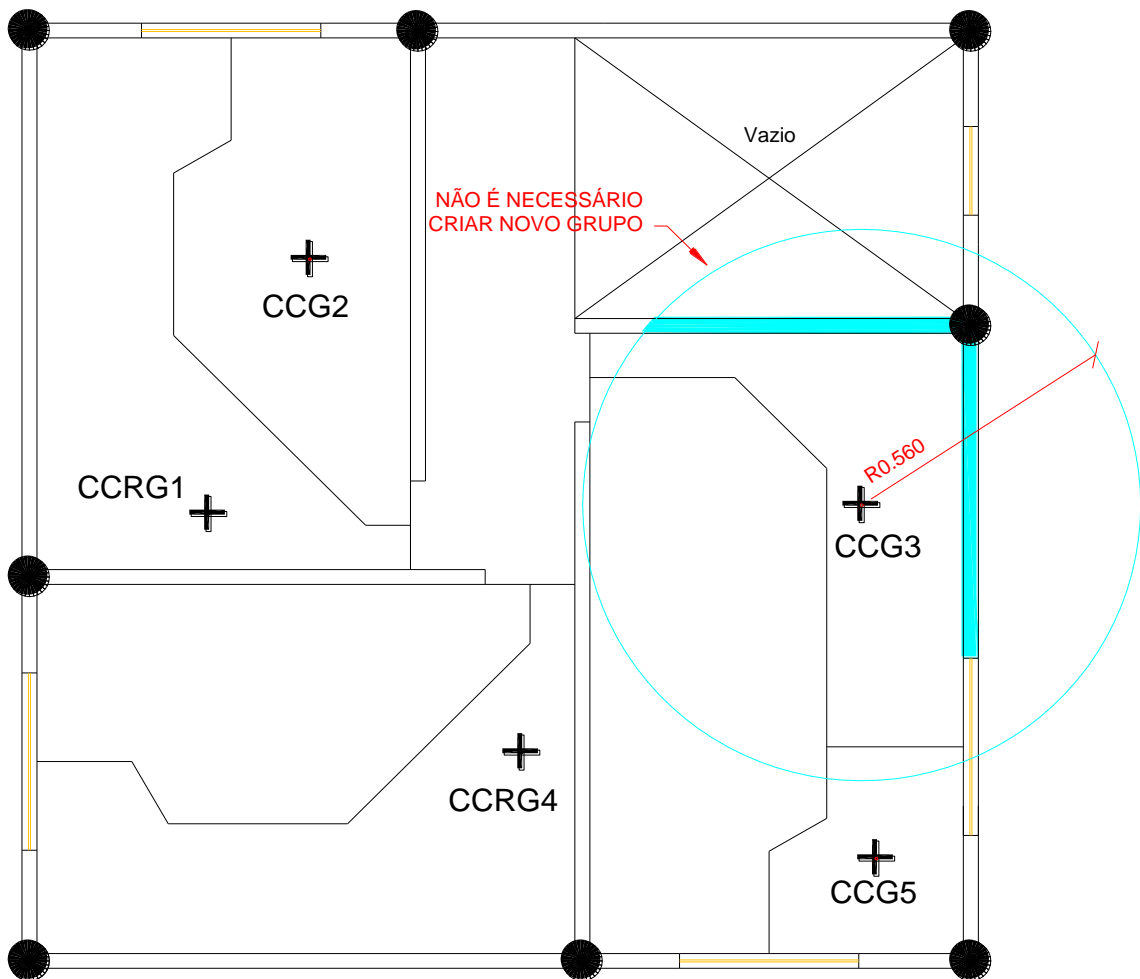 Vazio
NÃO É NECESSÁRIO
CRIAR NOVO GRUPO
CCG2
R0.560
CCRG1
CCG3
CCRG4
CCG5